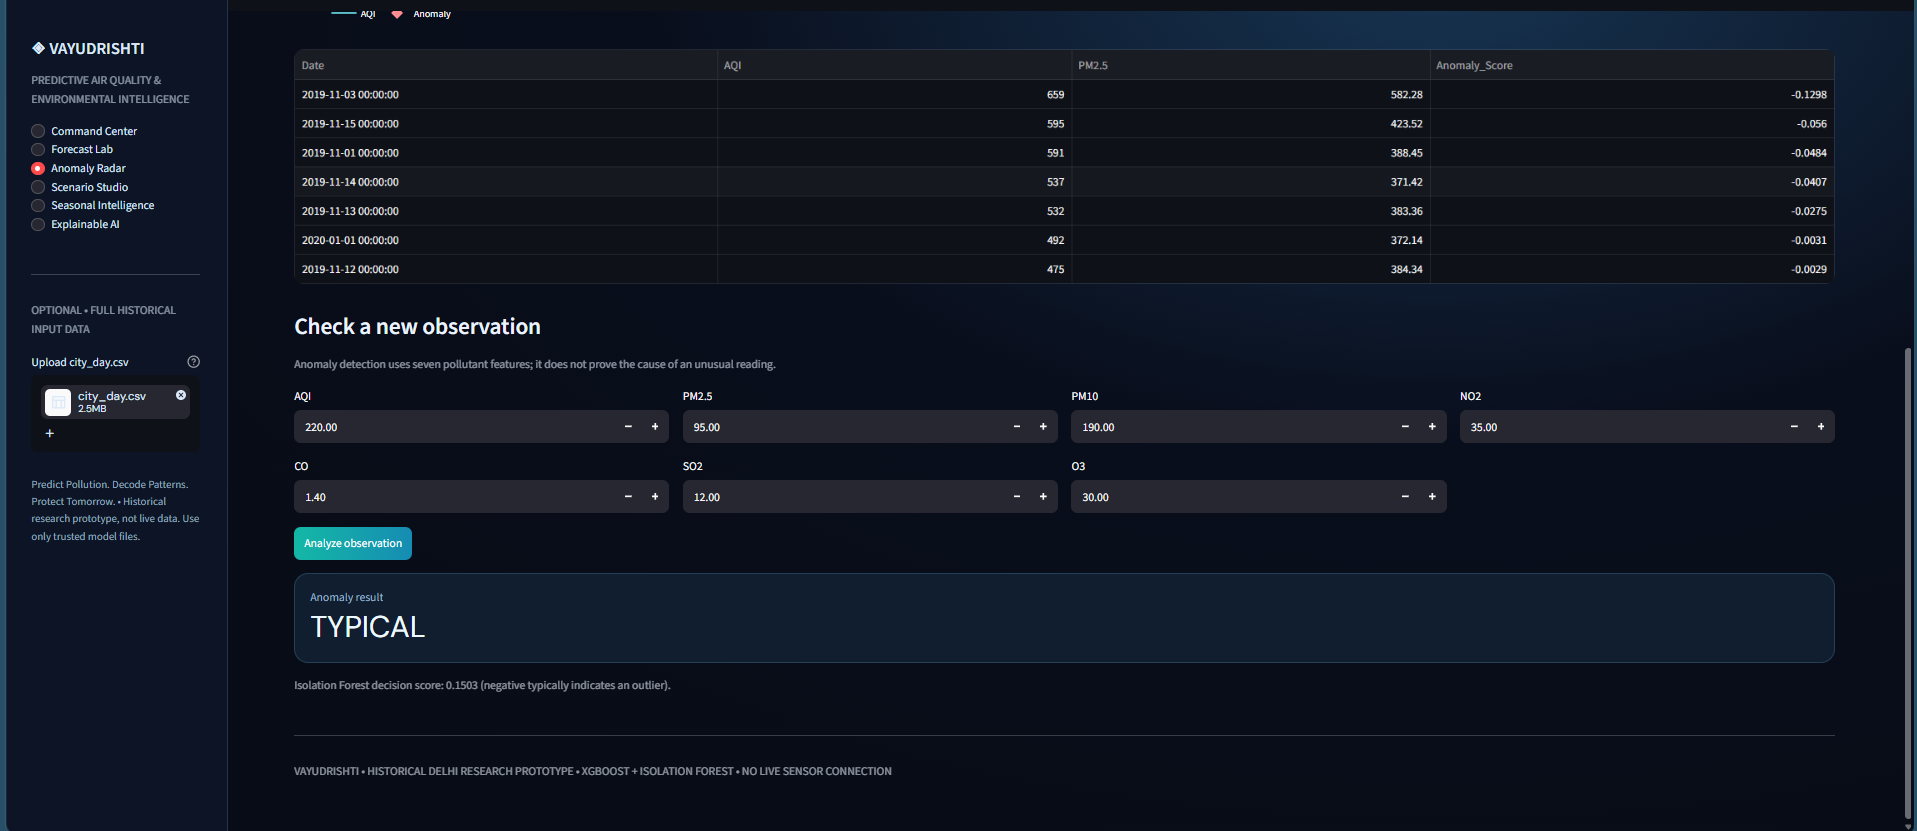 ◈ VAYUDRISHTI
PREDICTIVE AIR QUALITY &
ENVIRONMENTAL INTELLIGENCE
Command Center
Forecast Lab
Anomaly Radar
Scenario Studio
Seasonal Intelligence
Explainable AI
OPTIONAL • FULL HISTORICAL
INPUT DATA
Upload city_day.csv
city_day.csv
2.5MB
+
Predict Pollution. Decode Patterns.
Protect Tomorrow. • Historical
research prototype, not live data. Use
only trusted model files.
AQI Anomaly
Date AQI PM2.5 Anomaly_Score
2019-11-03 00:00:00 659 582.28 -0.1298
2019-11-15 00:00:00 595 423.52 -0.056
2019-11-01 00:00:00 591 388.45 -0.0484
2019-11-14 00:00:00 537 371.42 -0.0407
2019-11-13 00:00:00 532 383.36 -0.0275
2020-01-01 00:00:00 492 372.14 -0.0031
2019-11-12 00:00:00 475 384.34 -0.0029
Check a new observation
Anomaly detection uses seven pollutant features; it does not prove the cause of an unusual reading.
AQI PM2.5 PM10 NO2
220.00 − + 95.00 − + 190.00 − + 35.00 − +
CO SO2 O3
1.40 − + 12.00 − + 30.00 − +
Analyze observation
Anomaly result
TYPICAL
Isolation Forest decision score: 0.1503 (negative typically indicates an outlier).
VAYUDRISHTI • HISTORICAL DELHI RESEARCH PROTOTYPE • XGBOOST + ISOLATION FOREST • NO LIVE SENSOR CONNECTION